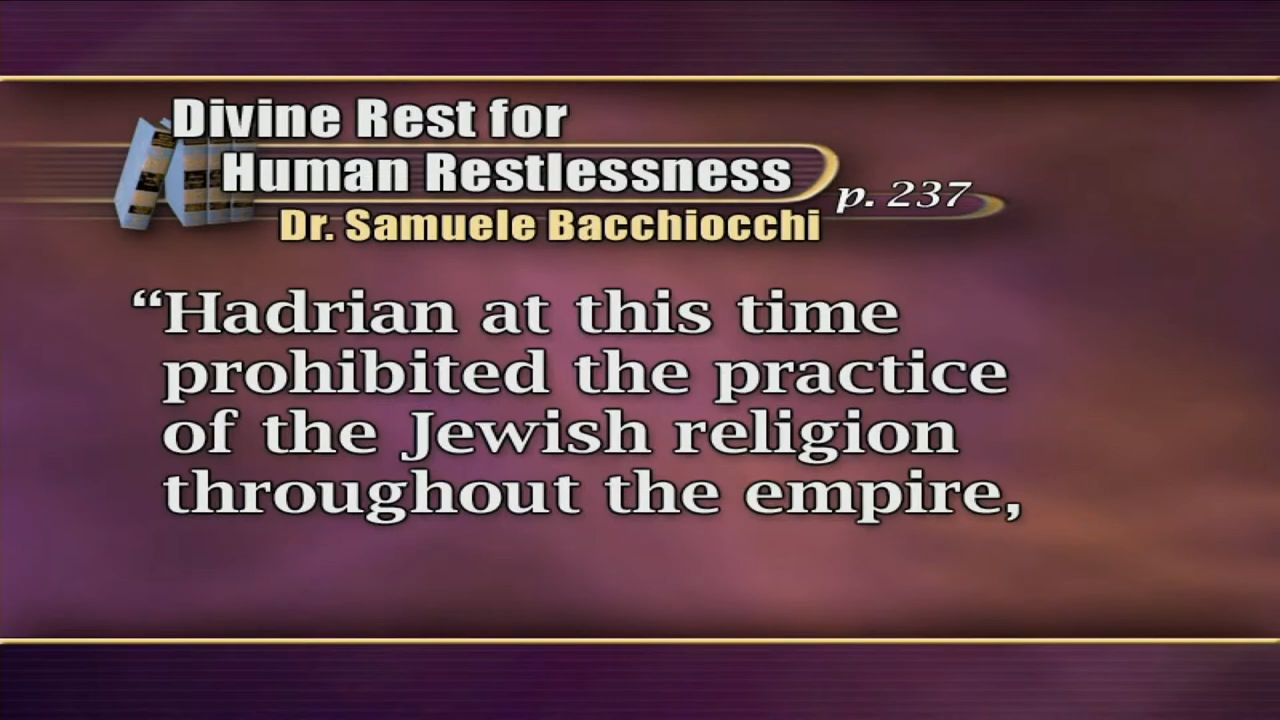 Divine Rest for
Human Restlessness
p. 237
Dr. Samuele Bacchiocchi
“Hadrian at this time
prohibited the practice
of the Jewish religion
throughout the empire,